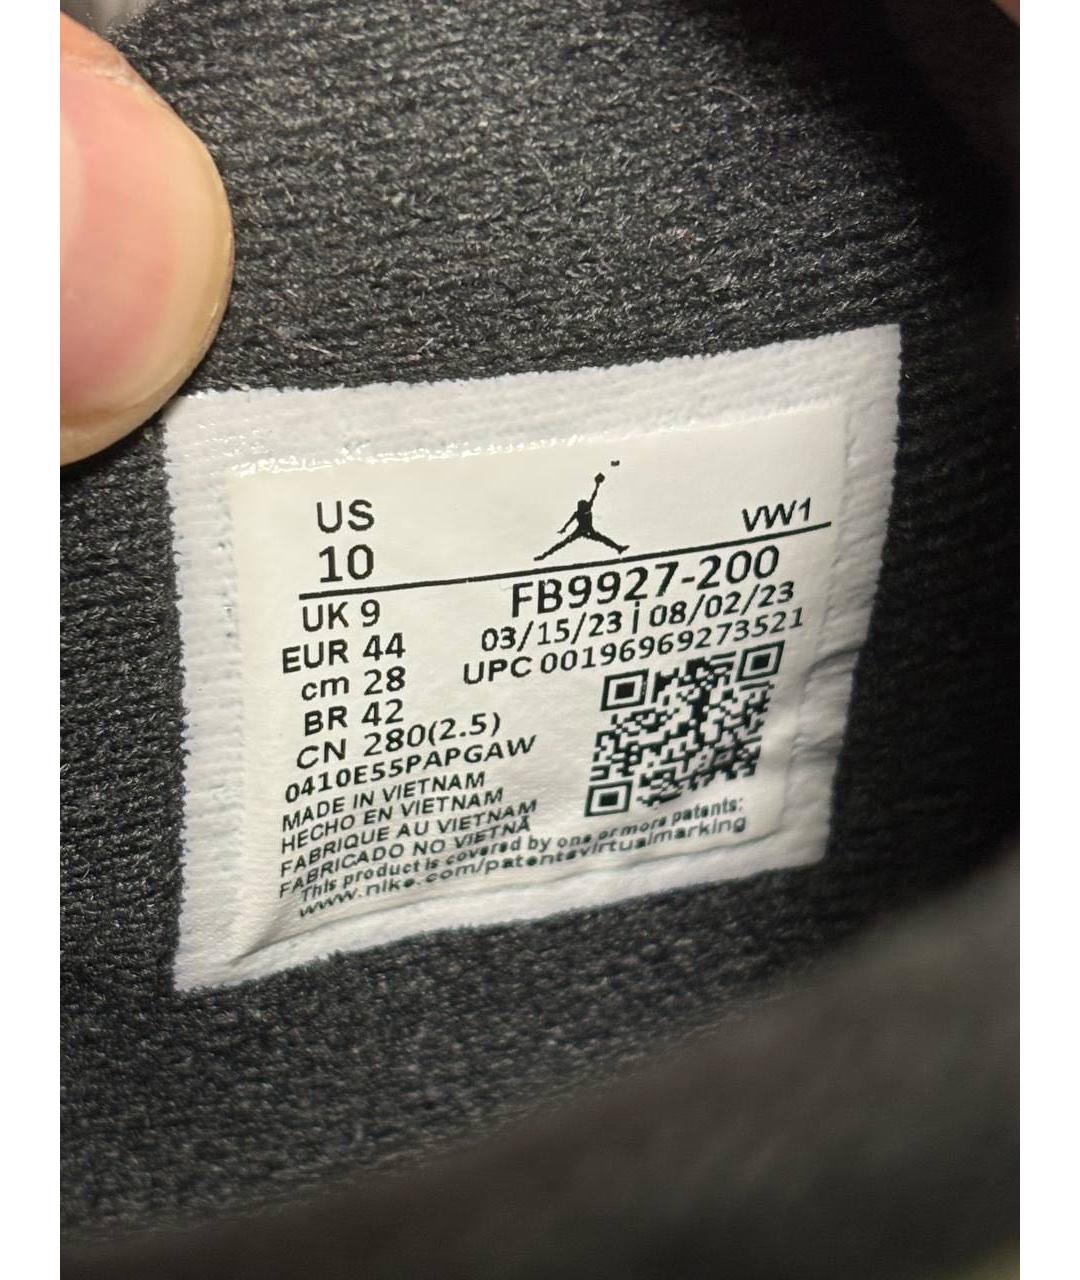 US
10
VW1
UK 9
EUR 44
cm 28
BR 42
CN 280(2.5)
FB9927-200
03/15/23 | 08/02/23
UPC 00196969273521
0410E55PAPGAW
MADE IN VIETNAM
HECHO EN VIETNAM
FABRIQUE AU VIETNAM
FABRICADO NO VIETNÃ
This product is covered by one or more patents:
www.nike.com/patentsvirtualmarking